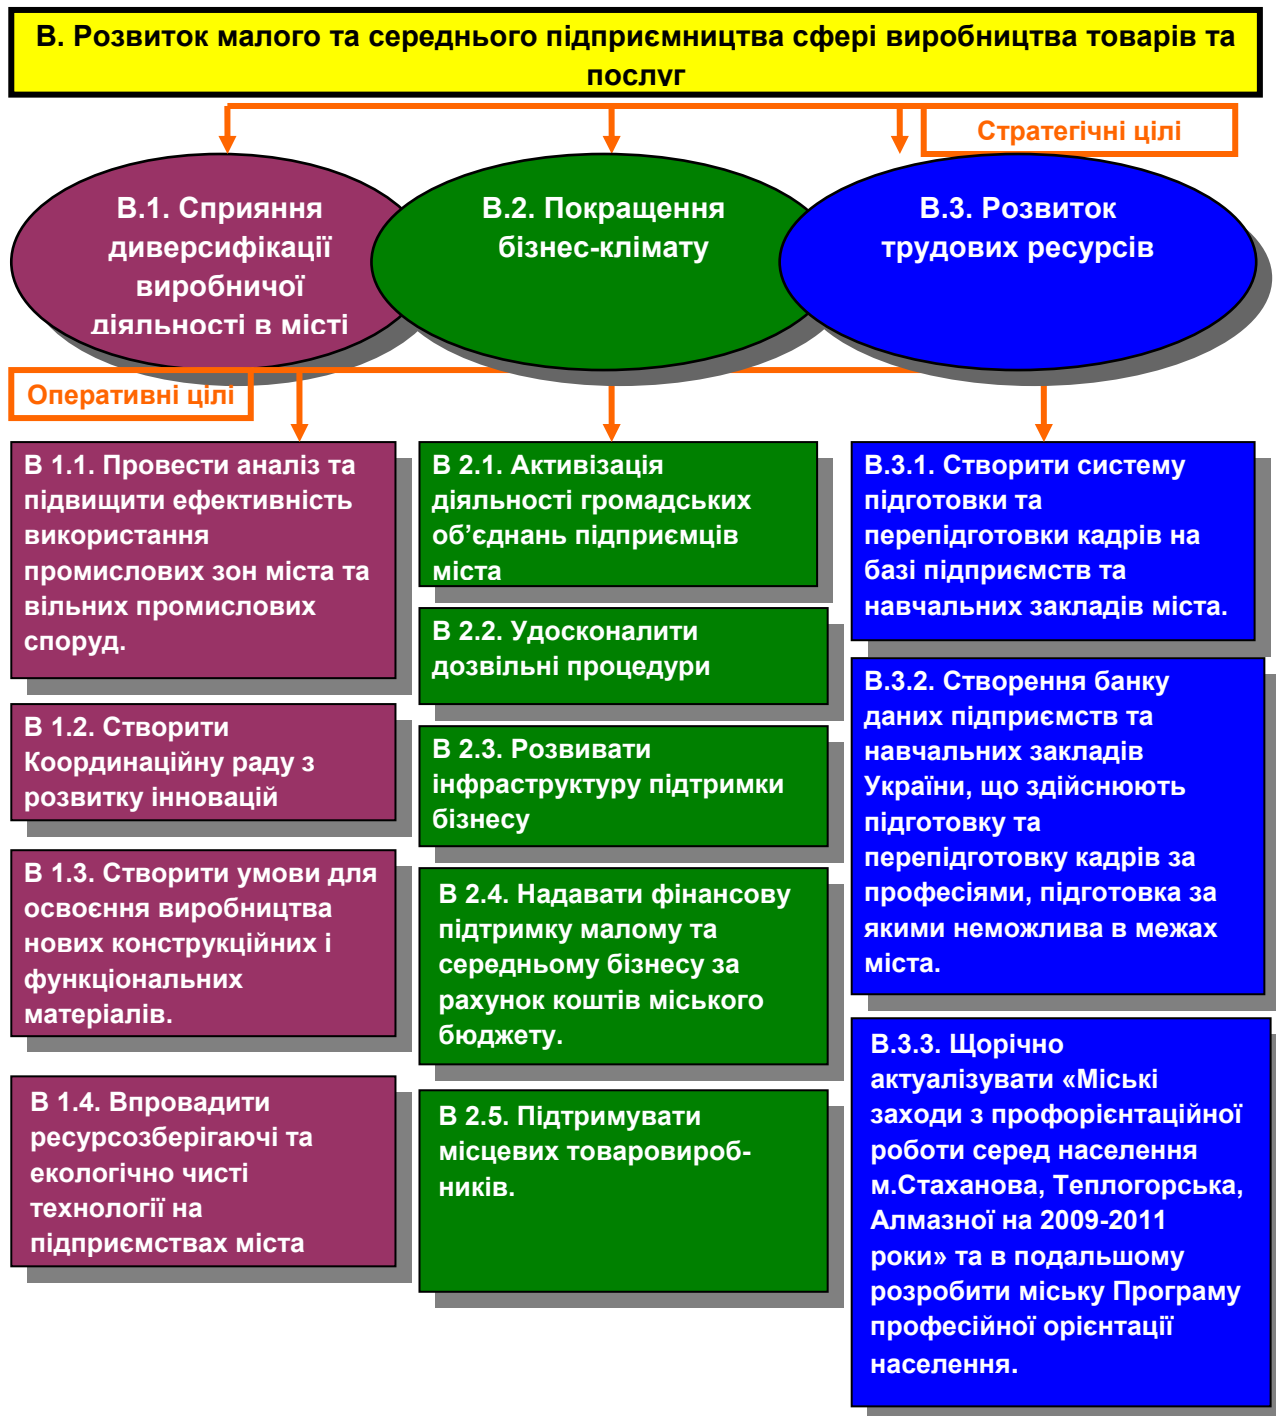 В. Розвиток малого та середнього підприємництва сфері виробництва товарів та
послуг
Стратегічні цілі
В.1. Сприяння
диверсифікації
виробничої
діяльності в місті
В.2. Покращення
бізнес-клімату
В.3. Розвиток
трудових ресурсів
Оперативні цілі
В 1.1. Провести аналіз та
підвищити ефективність
використання
промислових зон міста та
вільних промислових
споруд.
В 1.2. Створити
Координаційну раду з
розвитку інновацій
В 1.3. Створити умови для
освоєння виробництва
нових конструкційних і
функціональних
матеріалів.
В 1.4. Впровадити
ресурсозберігаючі та
екологічно чисті
технології на
підприємствах міста
В 2.1. Активізація
діяльності громадських
об’єднань підприємців
міста
В 2.2. Удосконалити
дозвільні процедури
В 2.3. Розвивати
інфраструктуру підтримки
бізнесу
В 2.4. Надавати фінансову
підтримку малому та
середньому бізнесу за
рахунок коштів міського
бюджету.
В 2.5. Підтримувати
місцевих товаровироб-
ників.
В.3.1. Створити систему
підготовки та
перепідготовки кадрів на
базі підприємств та
навчальних закладів міста.
В.3.2. Створення банку
даних підприємств та
навчальних закладів
України, що здійснюють
підготовку та
перепідготовку кадрів за
професіями, підготовка за
якими неможлива в межах
міста.
В.3.3. Щорічно
актуалізувати «Міські
заходи з профорієнтаційної
роботи серед населення
м.Стаханова, Теплогорська,
Алмазної на 2009-2011
роки» та в подальшому
розробити міську Програму
професійної орієнтації
населення.